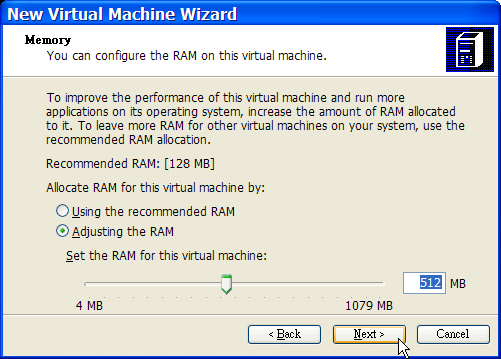 New Virtual Machine Wizard
Memory
You can configure the RAM on this virtual machine.
To improve the performance of this virtual machine and run more
applications on its operating system, increase the amount of RAM allocated
to it. To leave more RAM for other virtual machines on your system, use the
recommended RAM allocation.
Recommended RAM: [128 MB]
Allocate RAM for this virtual machine by:
Using the recommended RAM
Adjusting the RAM
Set the RAM for this virtual machine:
512 MB
4 MB 1079 MB
< Back Next > Cancel